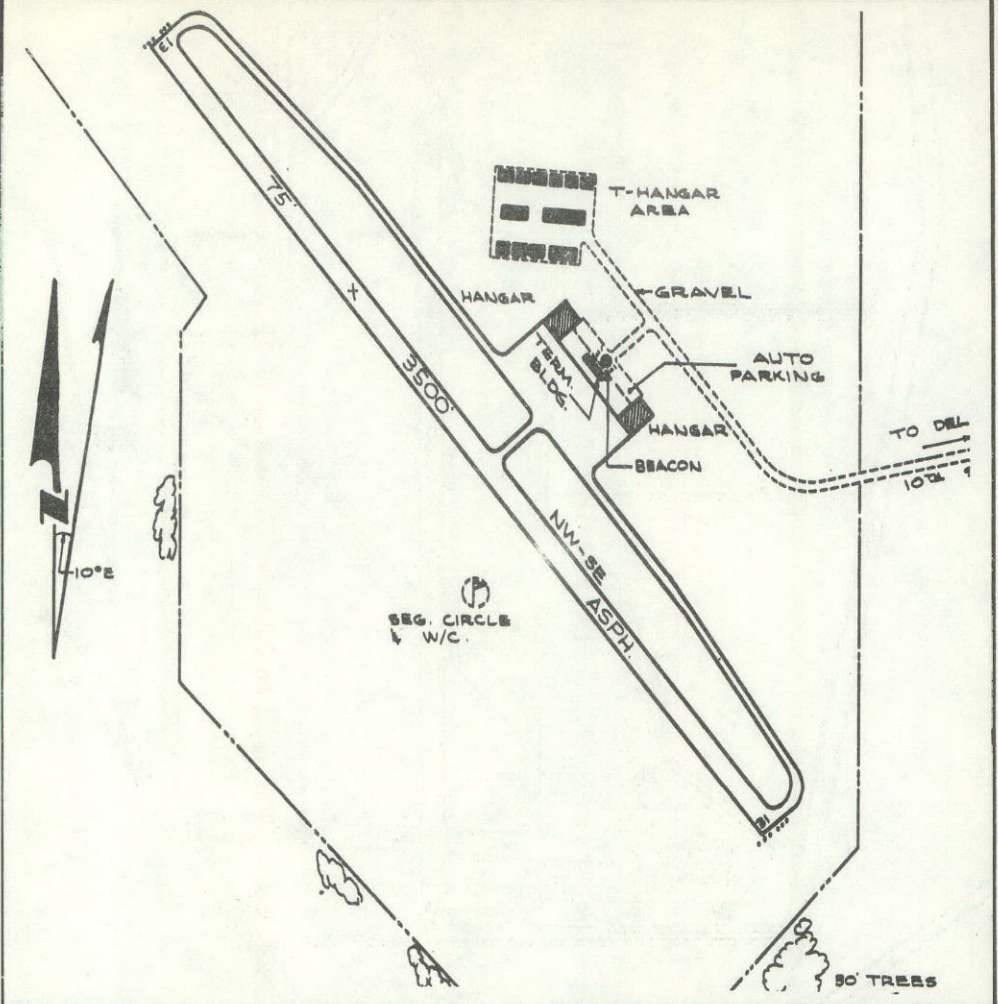 13
75'
T-HANGAR
AREA
HANGAR
GRAVEL
3500'
TERM.
BLDG.
AUTO
PARKING
HANGAR
BEACON
TO DEL
10TH
N
10°E
NW-SE
ASPH.
SEG. CIRCLE
& W/C.
31
TREES